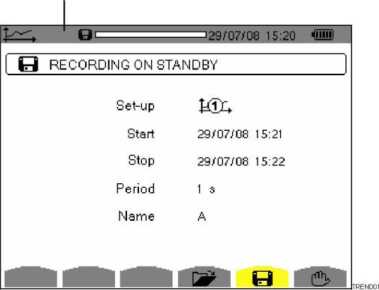 29/07/08 15:20
RECORDING ON STANDBY
Set-up 1
Start 29/07/08 15:21
Stop 29/07/08 15:22
Period 1 s
Name A